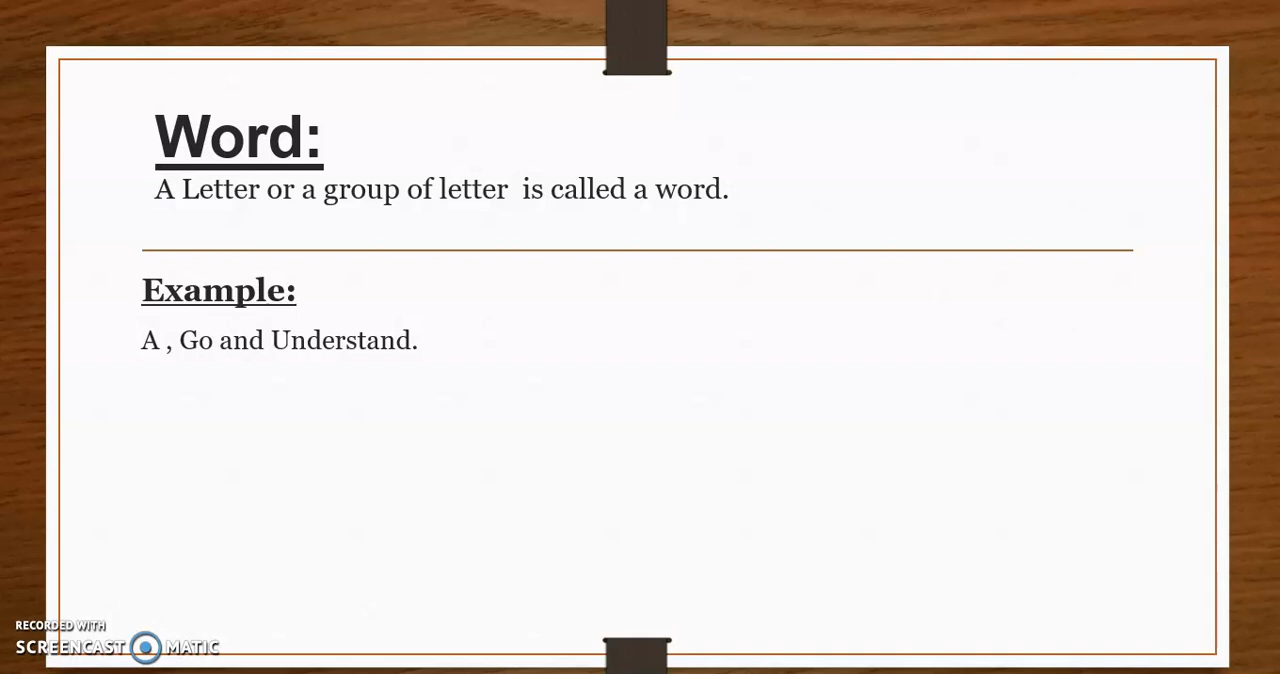 Word:
A Letter or a group of letter  is called a word.
Example:
A , Go and Understand.
RECORDED WITH
SCREENCAST MATIC